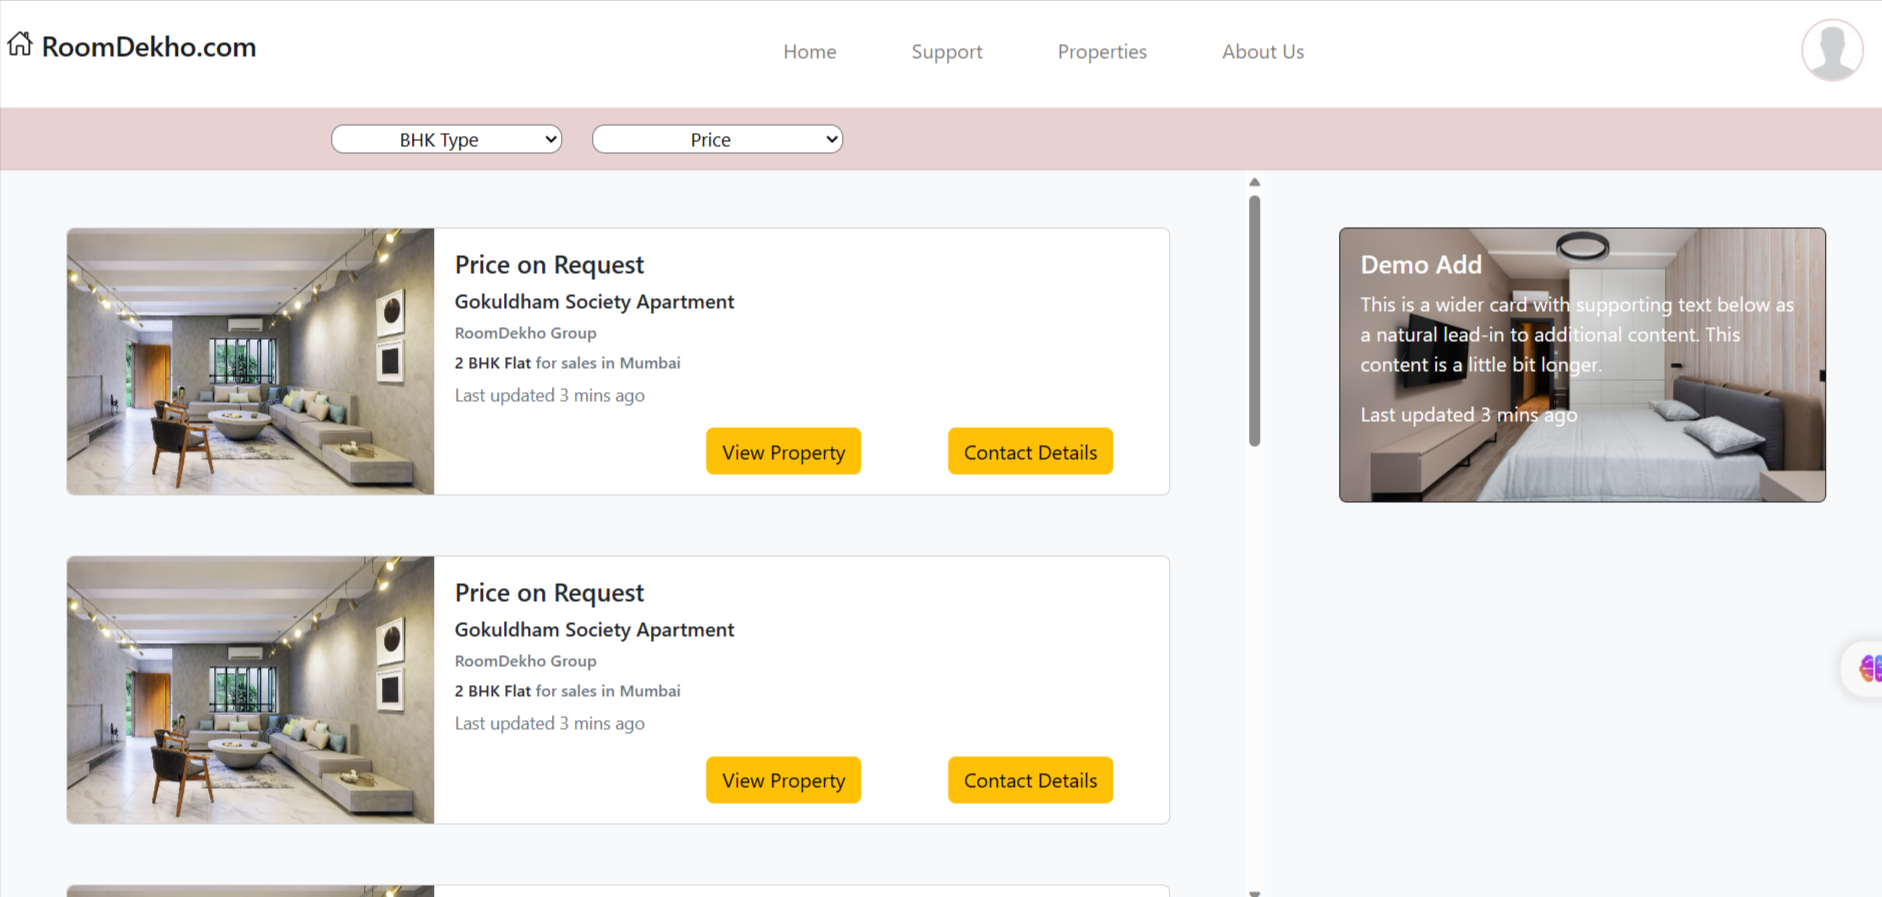 RoomDekho.com
Home
Support
Properties
About Us
BHK Type
Price
Price on Request
Gokuldham Society Apartment
RoomDekho Group
2 BHK Flat for sales in Mumbai
Last updated 3 mins ago
View Property
Contact Details
Demo Add
This is a wider card with supporting text below as
a natural lead-in to additional content. This
content is a little bit longer.
Last updated 3 mins ago
Price on Request
Gokuldham Society Apartment
RoomDekho Group
2 BHK Flat for sales in Mumbai
Last updated 3 mins ago
View Property
Contact Details